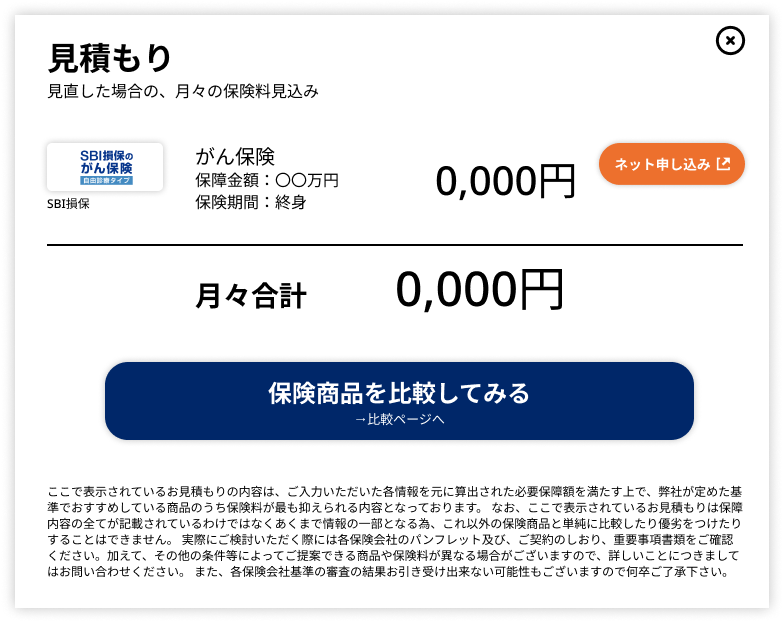 見積もり
見直した場合の、月々の保険料見込み
SBI損保の
がん保険
自由診療タイプ
SBI損保
がん保険
保障金額：〇〇万円
保険期間：終身
0,000円
ネット申し込み
月々合計
0,000円
保険商品を比較してみる
→比較ページへ
ここで表示されているお見積もりの内容は、ご入力いただいた各情報を元に算出された必要保障額を満たす上で、弊社が定めた基
準でおすすめしている商品のうち保険料が最も抑えられる内容となっております。 なお、ここで表示されているお見積もりは保障
内容の全てが記載されているわけではなくあくまで情報の一部となる為、これ以外の保険商品と単純に比較したり優劣をつけたり
することはできません。 実際にご検討いただく際には各保険会社のパンフレット及び、ご契約のしおり、重要事項書類をご確認
ください。加えて、その他の条件等によってご提案できる商品や保険料が異なる場合がございますので、詳しいことにつきまして
はお問い合わせください。 また、各保険会社基準の審査の結果お引き受け出来ない可能性もございますので何卒ご了承下さい。